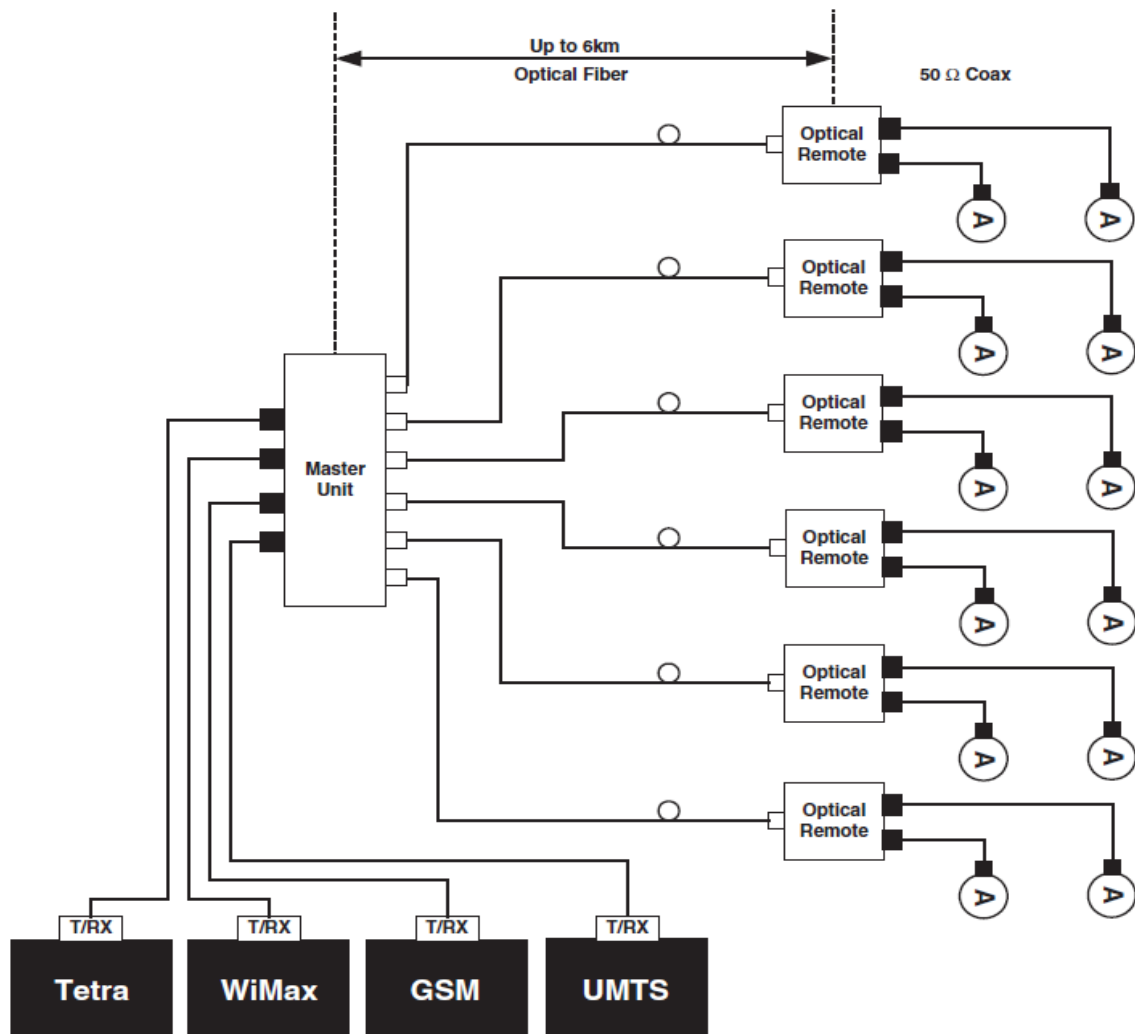 Up to 6km
Optical Fiber
50 Ω Coax
Optical
Remote
A
A
Optical
Remote
A
A
Optical
Remote
A
A
Master
Unit
Optical
Remote
A
A
Optical
Remote
A
A
Optical
Remote
A
A
T/RX
T/RX
T/RX
T/RX
Tetra
WiMax
GSM
UMTS